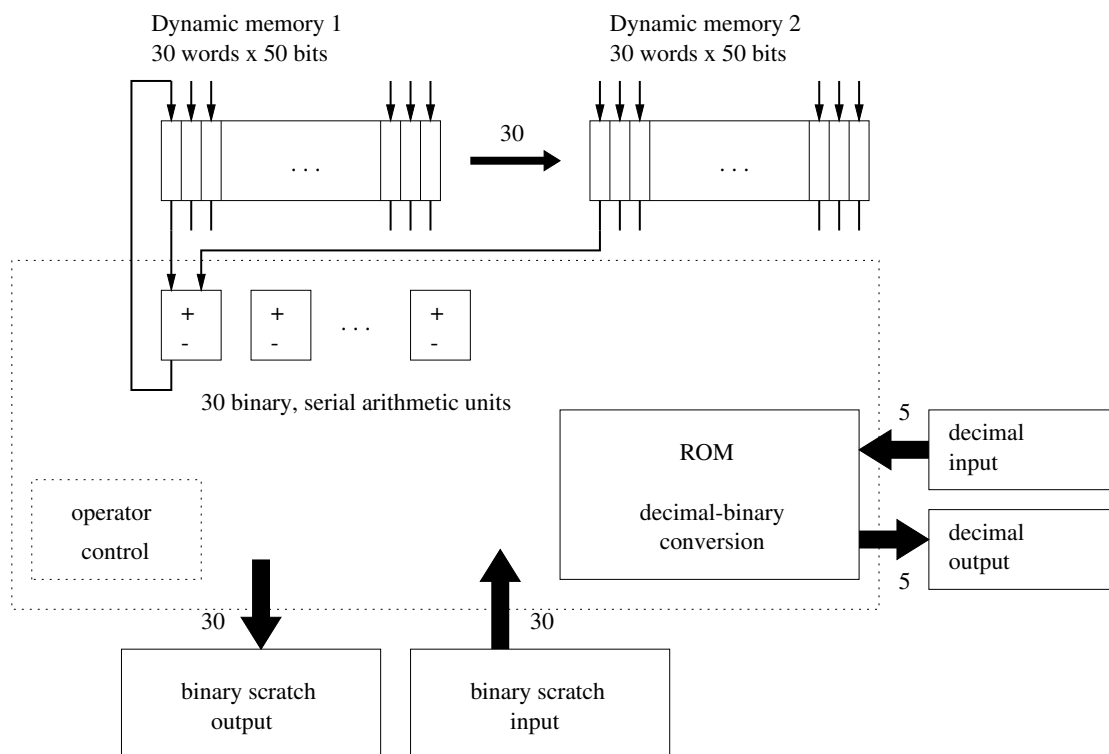 Dynamic memory 1
30 words x 50 bits
Dynamic memory 2
30 words x 50 bits
30
. . .
. . .
+
-
+
-
. . .
+
-
30 binary, serial arithmetic units
ROM
decimal-binary
conversion
5
decimal
input
decimal
output
5
operator
control
30
30
binary scratch
output
binary scratch
input